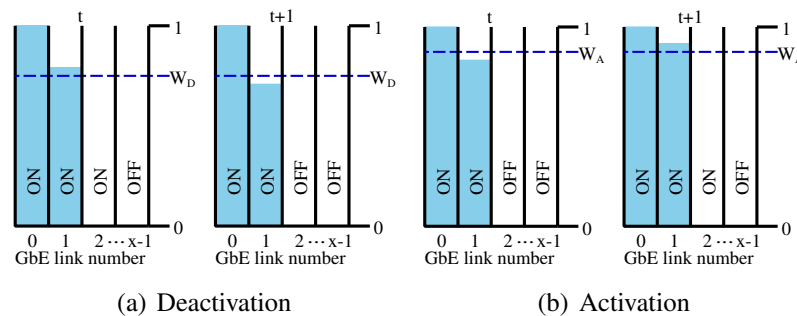 t
t+1
t
t+1
1
1
1
1
W_D
W_D
W_A
W_A
ON ON ON OFF
ON ON OFF OFF
ON ON OFF OFF
ON ON ON OFF
0
0
0
0
0 1 2 ··· x-1
0 1 2 ··· x-1
0 1 2 ··· x-1
0 1 2 ··· x-1
GbE link number
GbE link number
GbE link number
GbE link number
(a) Deactivation
(b) Activation